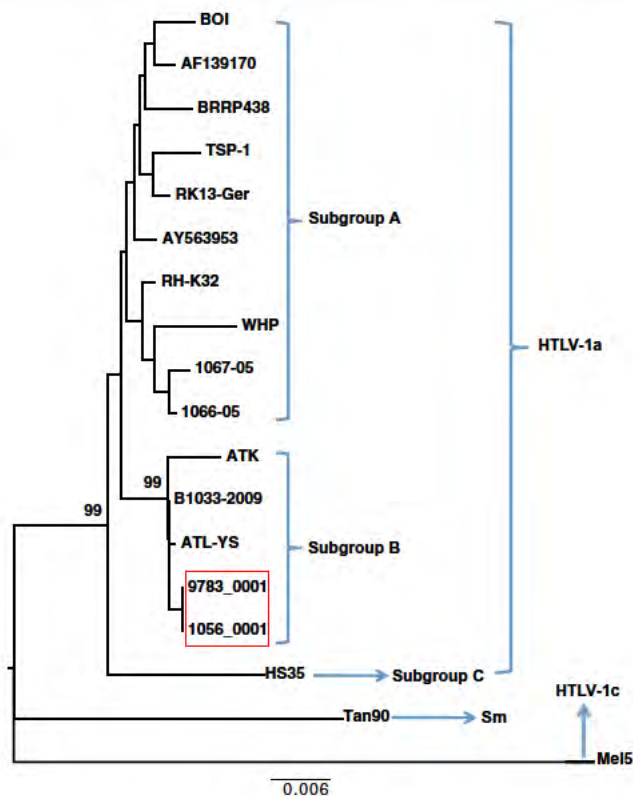 BOI
AF139170
BRRP438
TSP-1
RK13-Ger
Subgroup A
AY563953
RH-K32
WHP
HTLV-1a
1067-05
1066-05
ATK
99
99
B1033-2009
ATL-YS
Subgroup B
9783_0001
1056_0001
HS35
Subgroup C
HTLV-1c
Tan90
Sm
Mel5
0.006